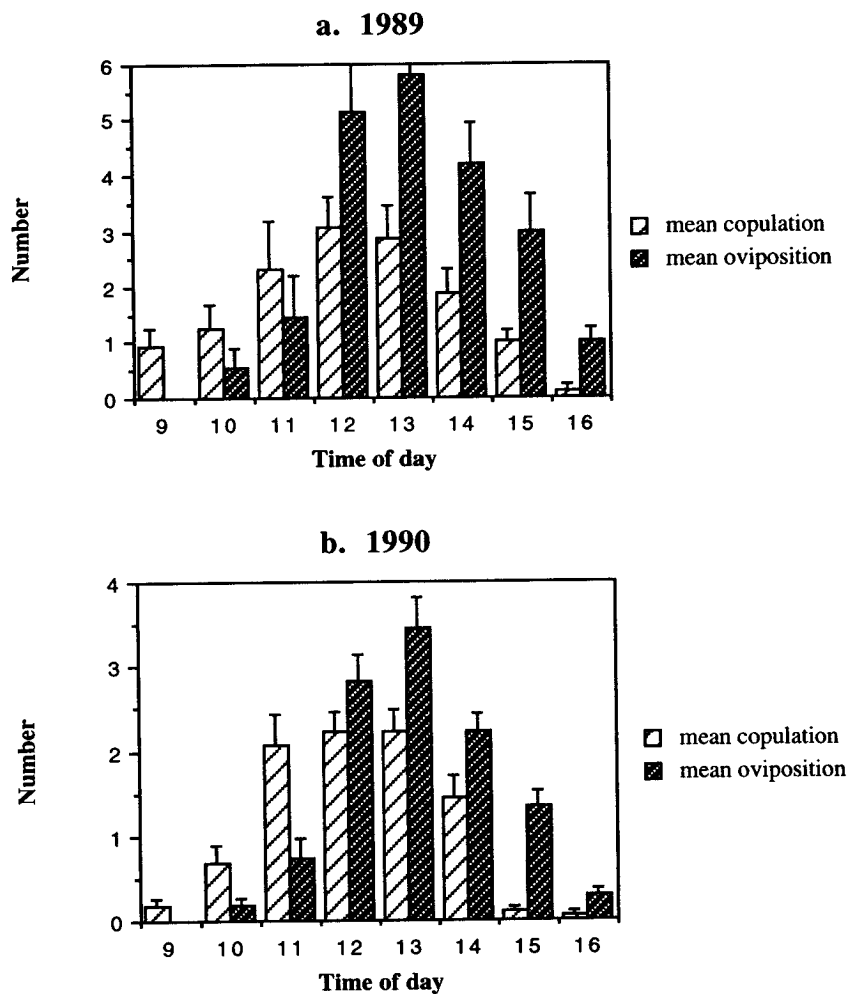 a. 1989
6
5
4
3
2
1
0
Number
9 10 11 12 13 14 15 16
Time of day
mean copulation
mean oviposition
b. 1990
4
3
2
1
0
Number
9 10 11 12 13 14 15 16
Time of day
mean copulation
mean oviposition